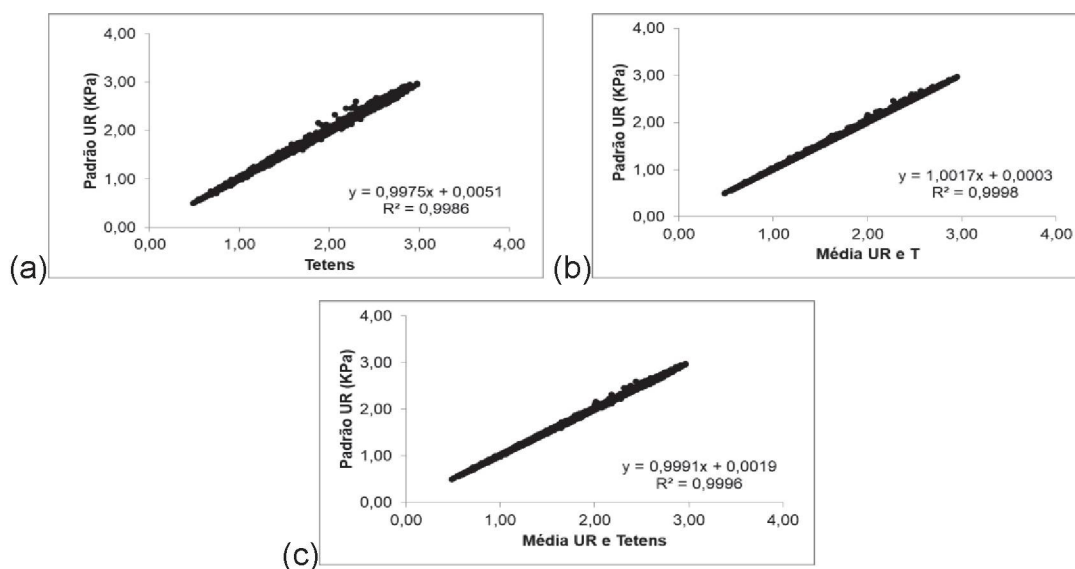 (a)
Padrão UR (KPa)
4,00
3,00
2,00
1,00
0,00
y = 0,9975x + 0,0051
R² = 0,9986
0,00 1,00 2,00 3,00 4,00
Tetens
(b)
Padrão UR (KPa)
4,00
3,00
2,00
1,00
0,00
y = 1,0017x + 0,0003
R² = 0,9998
0,00 1,00 2,00 3,00 4,00
Média UR e T
(c)
Padrão UR (KPa)
4,00
3,00
2,00
1,00
0,00
y = 0,9991x + 0,0019
R² = 0,9996
0,00 1,00 2,00 3,00 4,00
Média UR e Tetens